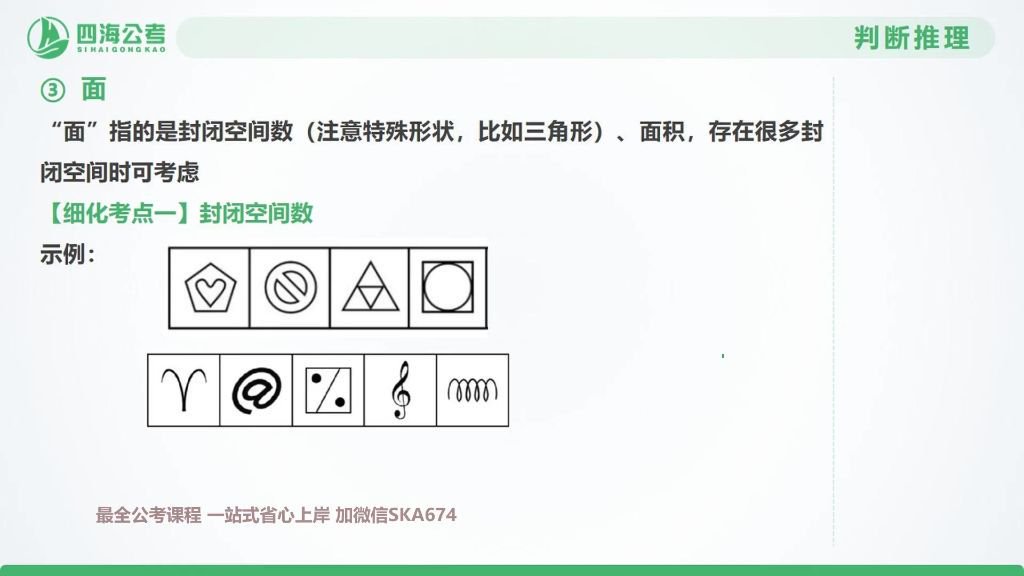 四海公考
SIHAIGONGKAO
判断推理
③ 面
“面”指的是封闭空间数（注意特殊形状，比如三角形）、面积，存在很多封
闭空间时可考虑
【细化考点一】封闭空间数
示例：
@
最全公考课程 一站式省心上岸 加微信SKA674